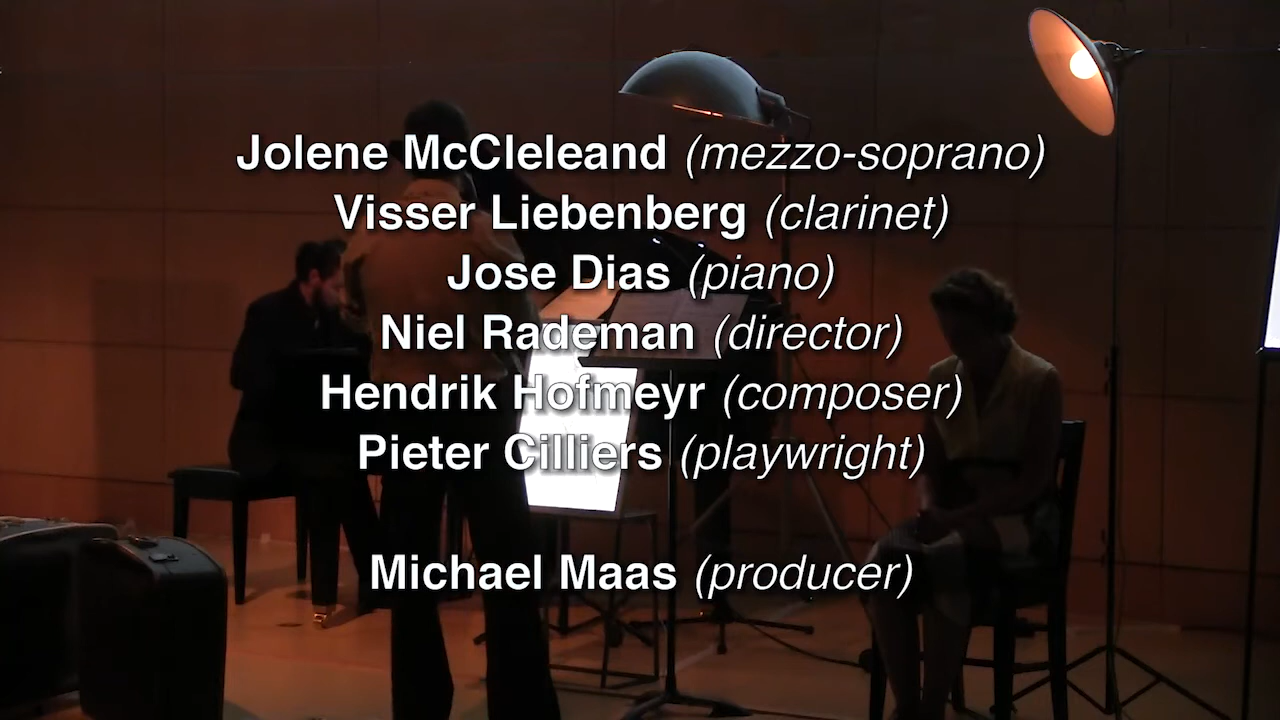 Jolene McCleleand (mezzo-soprano)
Visser Liebenberg (clarinet)
Jose Dias (piano)
Niel Rademan (director)
Hendrik Hofmeyr (composer)
Pieter Cilliers (playwright)
Michael Maas (producer)